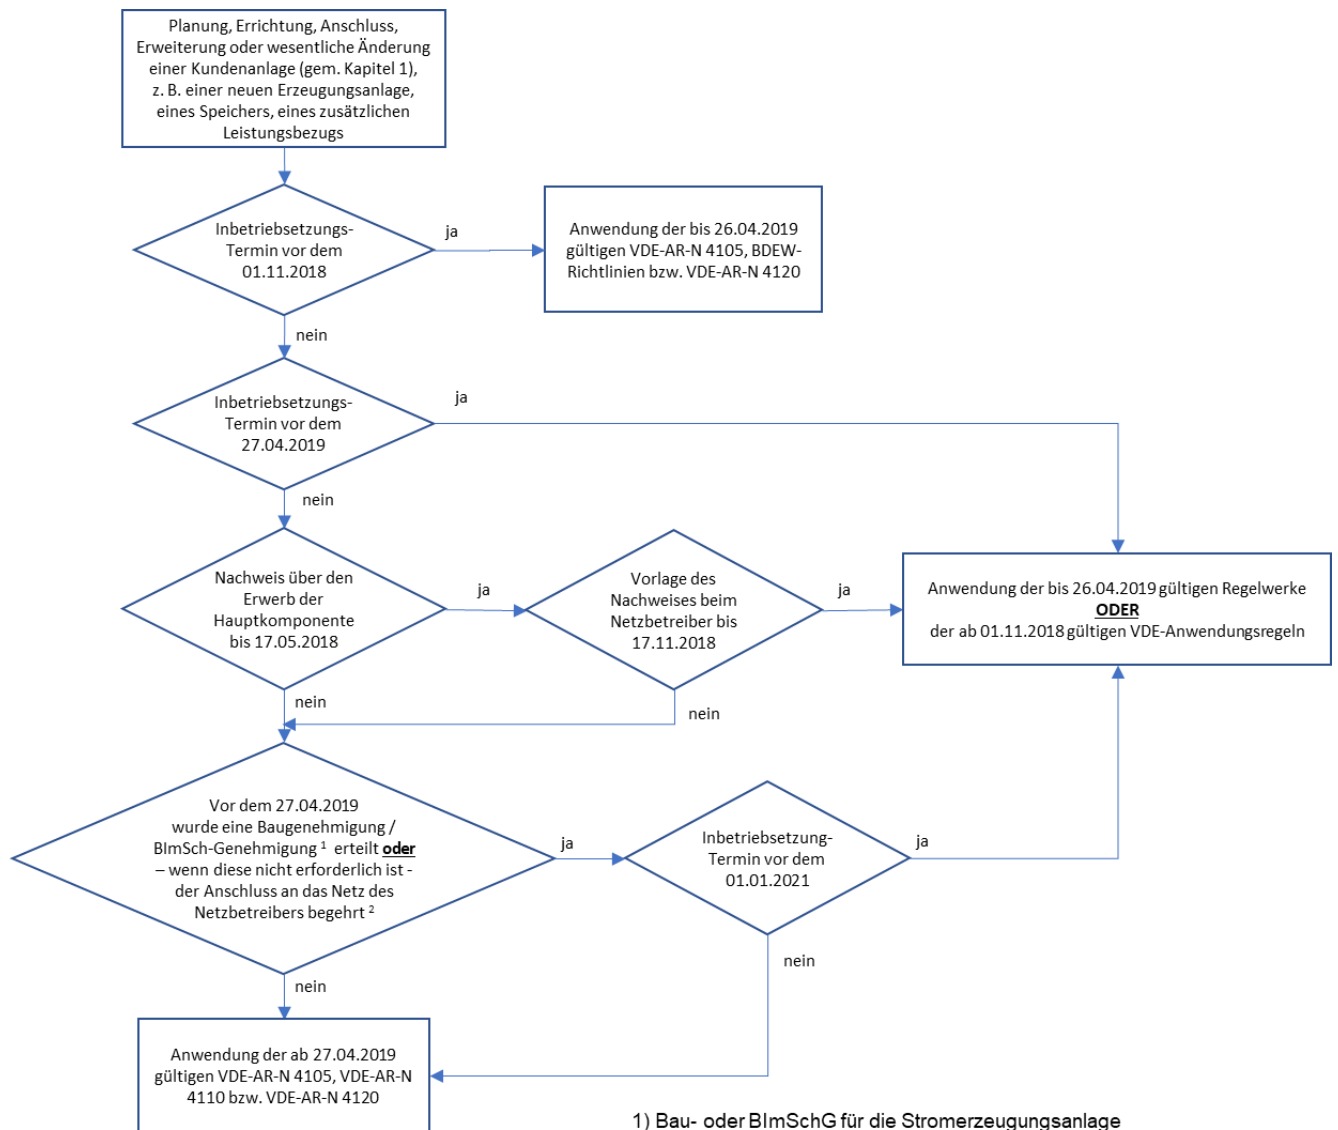 Planung, Errichtung, Anschluss,
Erweiterung oder wesentliche Änderung
einer Kundenanlage (gem. Kapitel 1),
z. B. einer neuen Erzeugungsanlage,
eines Speichers, eines zusätzlichen
Leistungsbezugs
Inbetriebsetzungs-
Termin vor dem
01.11.2018
ja
Anwendung der bis 26.04.2019
gültigen VDE-AR-N 4105, BDEW-
Richtlinien bzw. VDE-AR-N 4120
nein
Inbetriebsetzungs-
Termin vor dem
27.04.2019
ja
nein
Nachweis über den
Erwerb der
Hauptkomponente
bis 17.05.2018
ja
Vorlage des
Nachweises beim
Netzbetreiber bis
17.11.2018
ja
Anwendung der bis 26.04.2019 gültigen Regelwerke
ODER
der ab 01.11.2018 gültigen VDE-Anwendungsregeln
nein
nein
Vor dem 27.04.2019
wurde eine Baugenehmigung /
BImSch-Genehmigung ¹ erteilt oder
– wenn diese nicht erforderlich ist -
der Anschluss an das Netz des
Netzbetreibers begehrt ²
ja
Inbetriebsetzung-
Termin vor dem
01.01.2021
ja
nein
nein
Anwendung der ab 27.04.2019
gültigen VDE-AR-N 4105, VDE-AR-N
4110 bzw. VDE-AR-N 4120
1) Bau- oder BImSchG für die Stromerzeugungsanlage